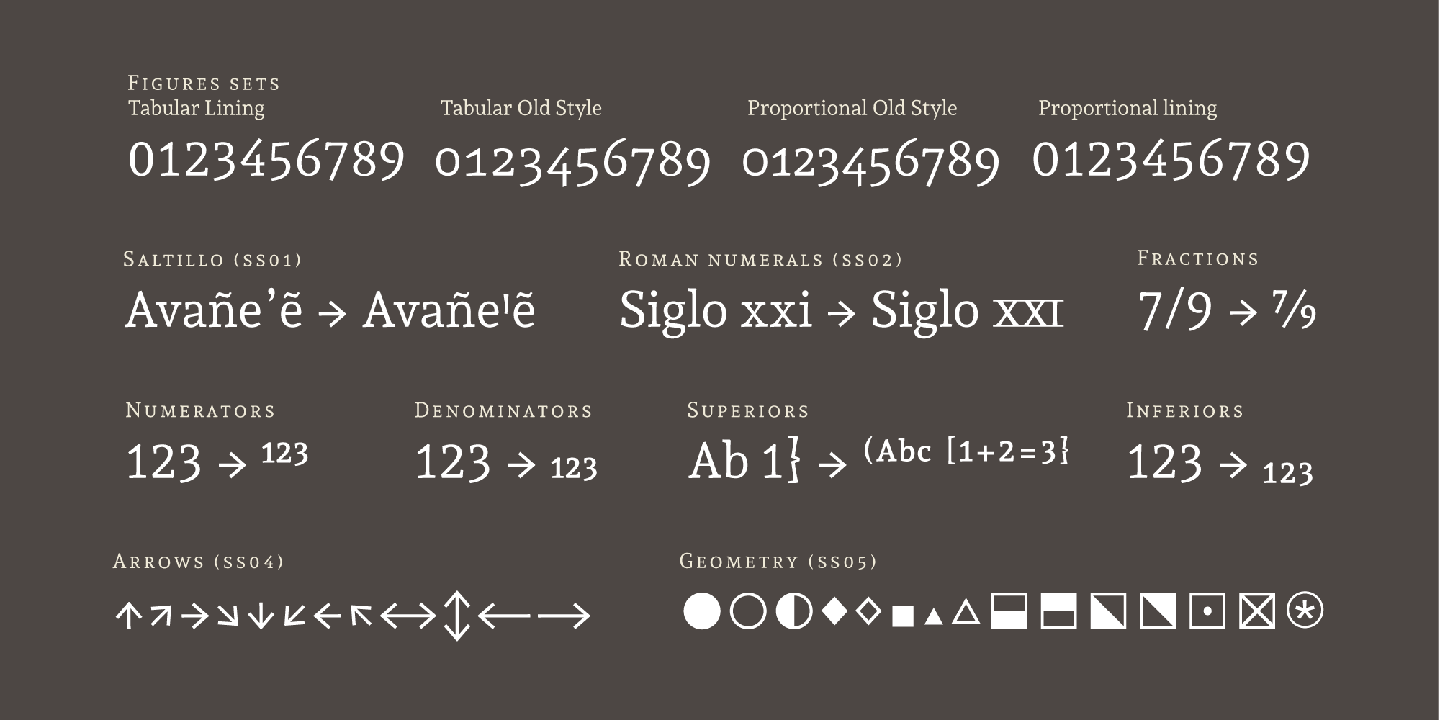 Figures sets
Tabular Lining
Tabular Old Style
Proportional Old Style
Proportional lining
0123456789
0123456789
0123456789
0123456789
Saltillo (ss01)
Avañe’ẽ → Avañeꞌẽ
Roman numerals (ss02)
Siglo xxi → Siglo xxi
Fractions
7/9 → ⁷⁄₉
Numerators
123 → ¹²³
Denominators
123 → ₁₂₃
Superiors
Ab 1} → (Abc [1+2=3}
Inferiors
123 → ₁₂₃
Arrows (ss04)
↑↗→↘↓↙←↖↔↕⟵⟶
Geometry (ss05)
●○◐◆◇■▲△⬓⬒◣◥⊡☒⊛